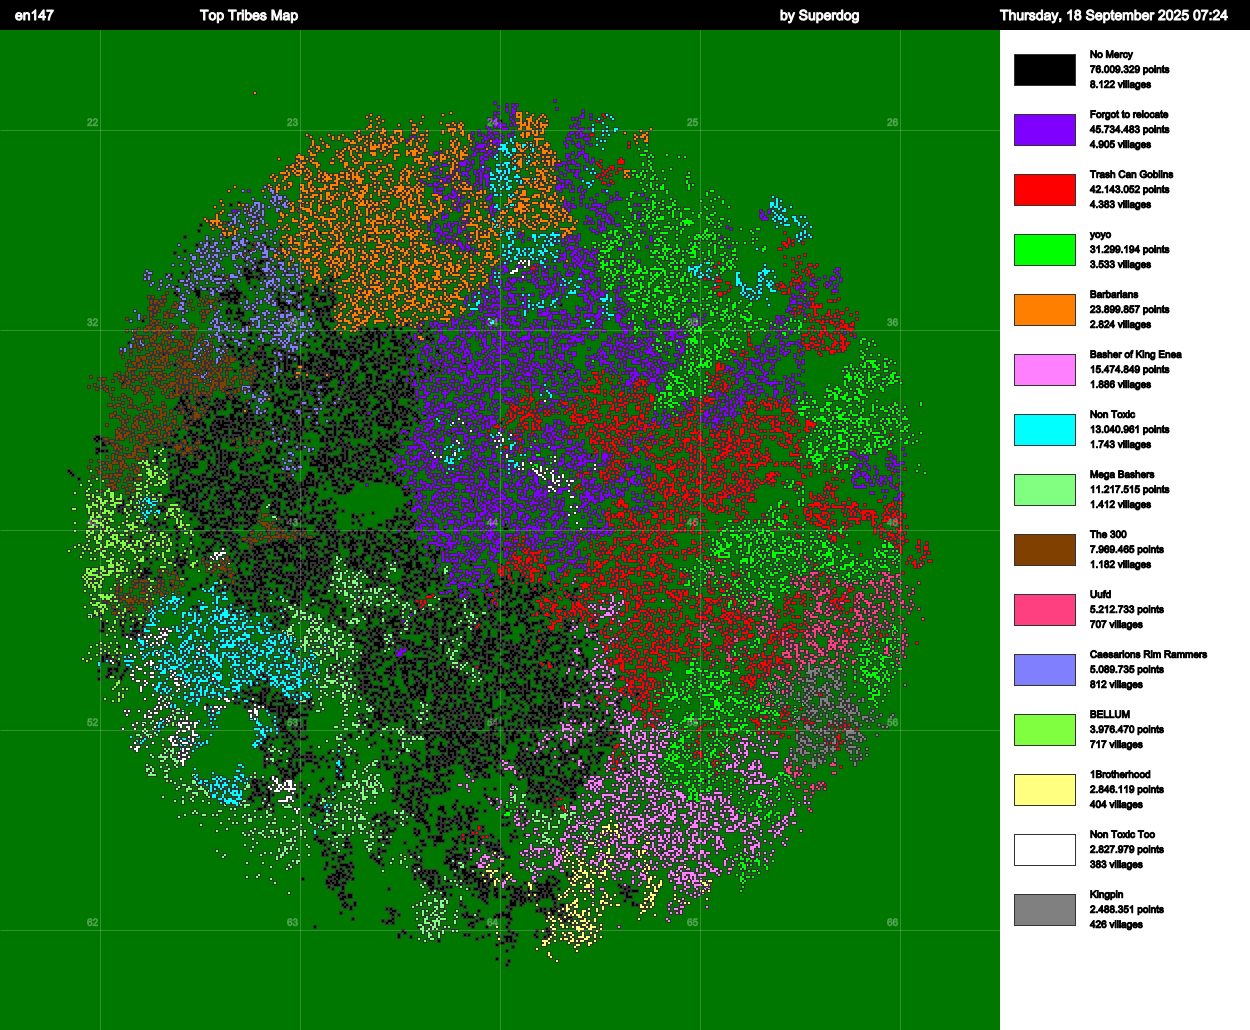 en147 Top Tribes Map by Superdog Thursday, 18 September 2025 07:24
No Mercy
76.009.329 points
8.122 villages
Forgot to relocate
45.734.483 points
4.905 villages
Trash Can Goblins
42.143.052 points
4.383 villages
yoyo
31.299.194 points
3.533 villages
Barbarians
23.899.857 points
2.824 villages
Basher of King Enea
15.474.849 points
1.886 villages
Non Toxic
13.040.961 points
1.743 villages
Mega Bashers
11.217.515 points
1.412 villages
The 300
7.969.465 points
1.182 villages
Uufd
5.212.733 points
707 villages
Caesarions Rim Rammers
5.089.735 points
812 villages
BELLUM
3.976.470 points
717 villages
1Brotherhood
2.846.119 points
404 villages
Non Toxic Too
2.827.979 points
383 villages
Kingpin
2.488.351 points
426 villages
22 23 24 25 26
32 36
43 44 45 46
52 53 54 55 56
62 63 64 65 66